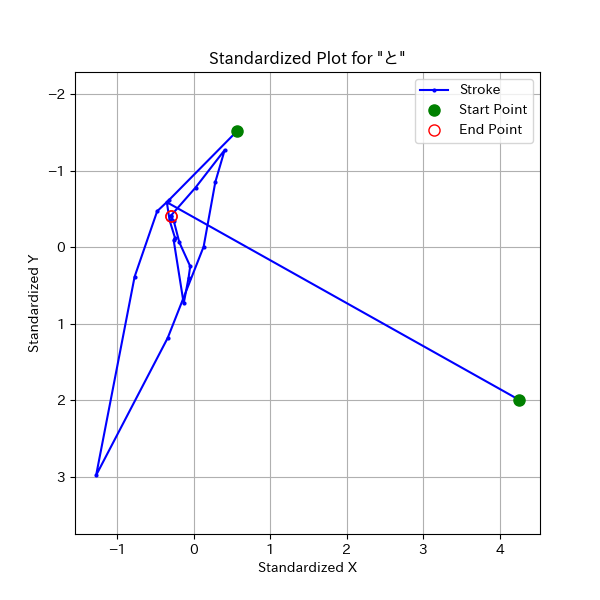 Standardized Plot for "と"
Stroke
Start Point
End Point
Standardized Y
−2
−1
0
1
2
3
−1
0
1
2
3
4
Standardized X